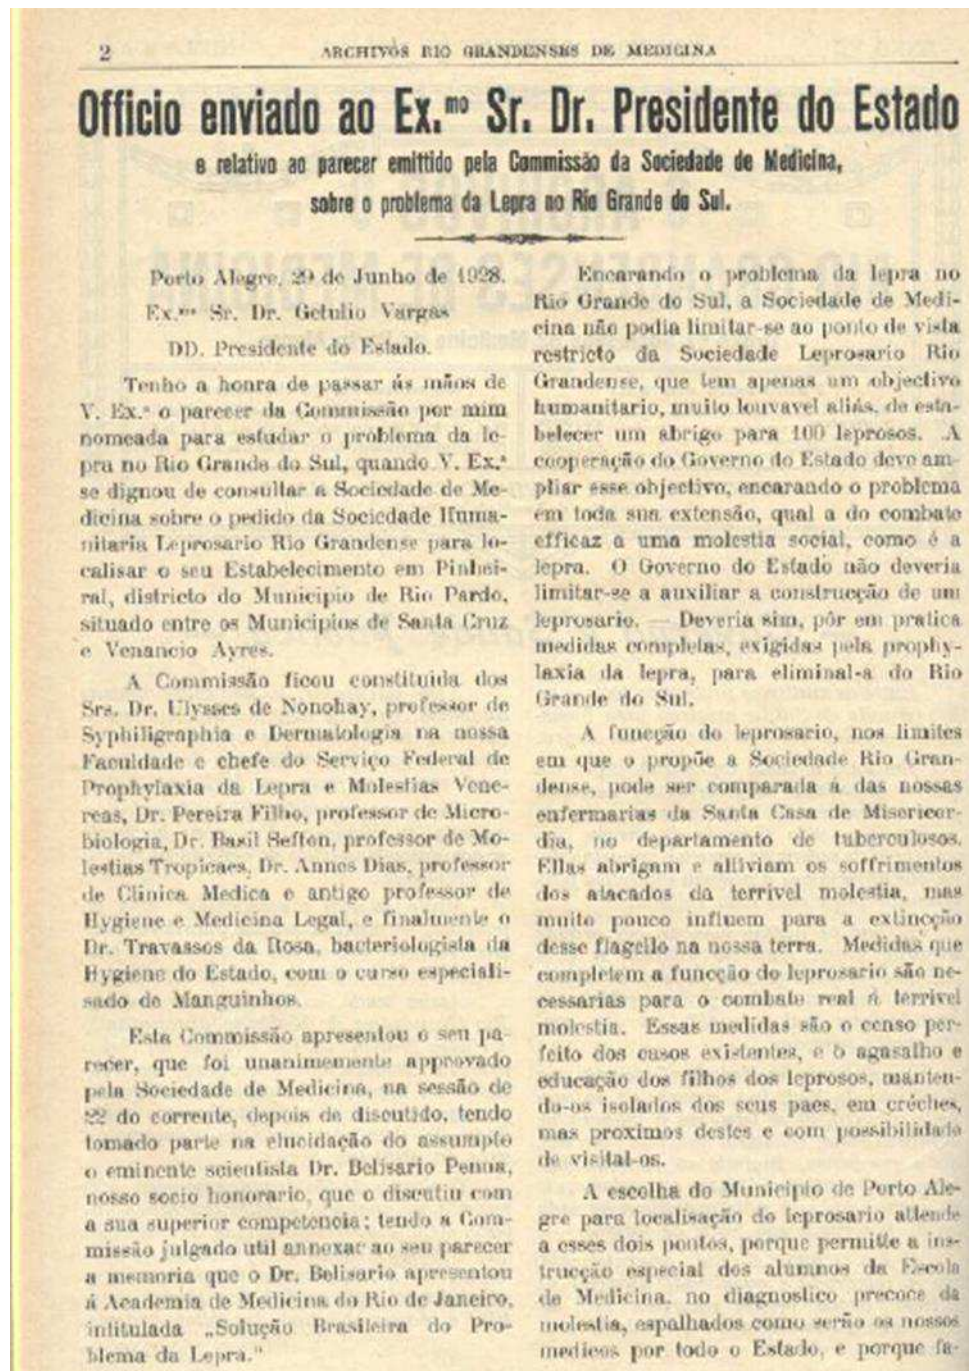 2
ARCHIVOS RIO GRANDENSES DE MEDICINA
Officio enviado ao Ex.mo Sr. Dr. Presidente do Estado
e relativo ao parecer emittido pela Commissão da Sociedade de Medicina,
sobre o problema da Lepra no Rio Grande do Sul.
Porto Alegre, 29 de Junho de 1928.
Ex.mo Sr. Dr. Getulio Vargas
DD. Presidente do Estado.
Tenho a honra de passar ás mãos de
V. Ex.a o parecer da Commissão por mim
nomeada para estudar o problema da le-
pra no Rio Grande do Sul, quando V. Ex.a
se dignou de consultar a Sociedade de Me-
dicina sobre o pedido da Sociedade Huma-
nitaria Leprosario Rio Grandense para lo-
calisar o seu Estabelecimento em Pinhei-
ral, districto do Municipio de Rio Pardo,
situado entre os Municipios de Santa Cruz
e Venancio Ayres.
A Commissão ficou constituida dos
Srs. Dr. Ulysses de Nonohay, professor de
Syphiligraphia e Dermatologia na nossa
Faculdade e chefe do Serviço Federal de
Prophylaxia da Lepra e Molestias Vene-
reas, Dr. Pereira Filho, professor de Micro-
biologia, Dr. Basil Sefton, professor de Mo-
lestias Tropicaes, Dr. Annes Dias, professor
de Clinica Medica e antigo professor de
Hygiene e Medicina Legal, e finalmente o
Dr. Travassos da Rosa, bacteriologista da
Hygiene do Estado, com o curso especiali-
sado de Manguinhos.
Esta Commissão apresentou o seu pa-
recer, que foi unanimemente approvado
pela Sociedade de Medicina, na sessão de
22 do corrente, depois de discutido, tendo
tomado parte na elucidação do assumpto
o eminente scientista Dr. Belisario Penna,
nosso socio honorario, que o discutiu com
a sua superior competencia; tendo a Com-
missão julgado util annexar ao seu parecer
a memoria que o Dr. Belisario apresentou
á Academia de Medicina do Rio de Janeiro,
intitulada „Solução Brasileira do Pro-
blema da Lepra."
Encarando o problema da lepra no
Rio Grande do Sul, a Sociedade de Medi-
cina não podia limitar-se ao ponto de vista
restricto da Sociedade Leprosario Rio
Grandense, que tem apenas um objectivo
humanitario, muito louvavel aliás, de esta-
belecer um abrigo para 100 leprosos. A
cooperação do Governo do Estado deve am-
pliar esse objectivo, encarando o problema
em toda sua extensão, qual a do combate
efficaz a uma molestia social, como é a
lepra. O Governo do Estado não deveria
limitar-se a auxiliar a construcção de um
leprosario. — Deveria sim, pôr em pratica
medidas completas, exigidas pela prophy-
laxia da lepra, para eliminal-a do Rio
Grande do Sul.
A funcção do leprosario, nos limites
em que o propõe a Sociedade Rio Gran-
dense, pode ser comparada á das nossas
enfermarias da Santa Casa de Misericor-
dia, no departamento de tuberculosos.
Ellas abrigam e alliviam os soffrimentos
dos atacados da terrivel molestia, mas
muito pouco influem para a extincção
desse flagello na nossa terra. Medidas que
completem a funcção do leprosario são ne-
cessarias para o combate real á terrivel
molestia. Essas medidas são o censo per-
feito dos casos existentes, e o agasalho e
educação dos filhos dos leprosos, manten-
do-os isolados dos seus paes, em créches,
mas proximos destes e com possibilidade
de visital-os.
A escolha do Municipio de Porto Ale-
gre para localisação do leprosario attende
a esses dois pontos, porque permitte a ins-
trucção especial dos alumnos da Escola
de Medicina, no diagnostico precoce da
molestia, espalhados como serão os nossos
medicos por todo o Estado, e porque fa-